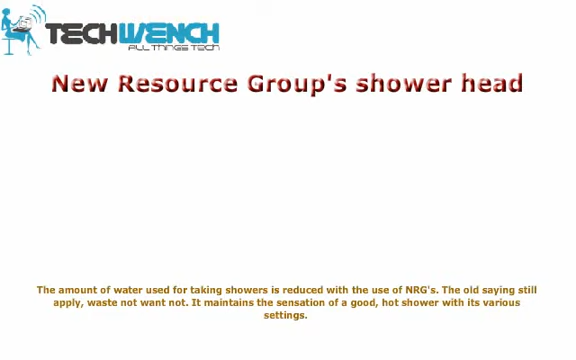 TECHWENCH
ALL THINGS TECH
New Resource Group's shower head
The amount of water used for taking showers is reduced with the use of NRG's. The old saying still
apply, waste not want not. It maintains the sensation of a good, hot shower with its various
settings.